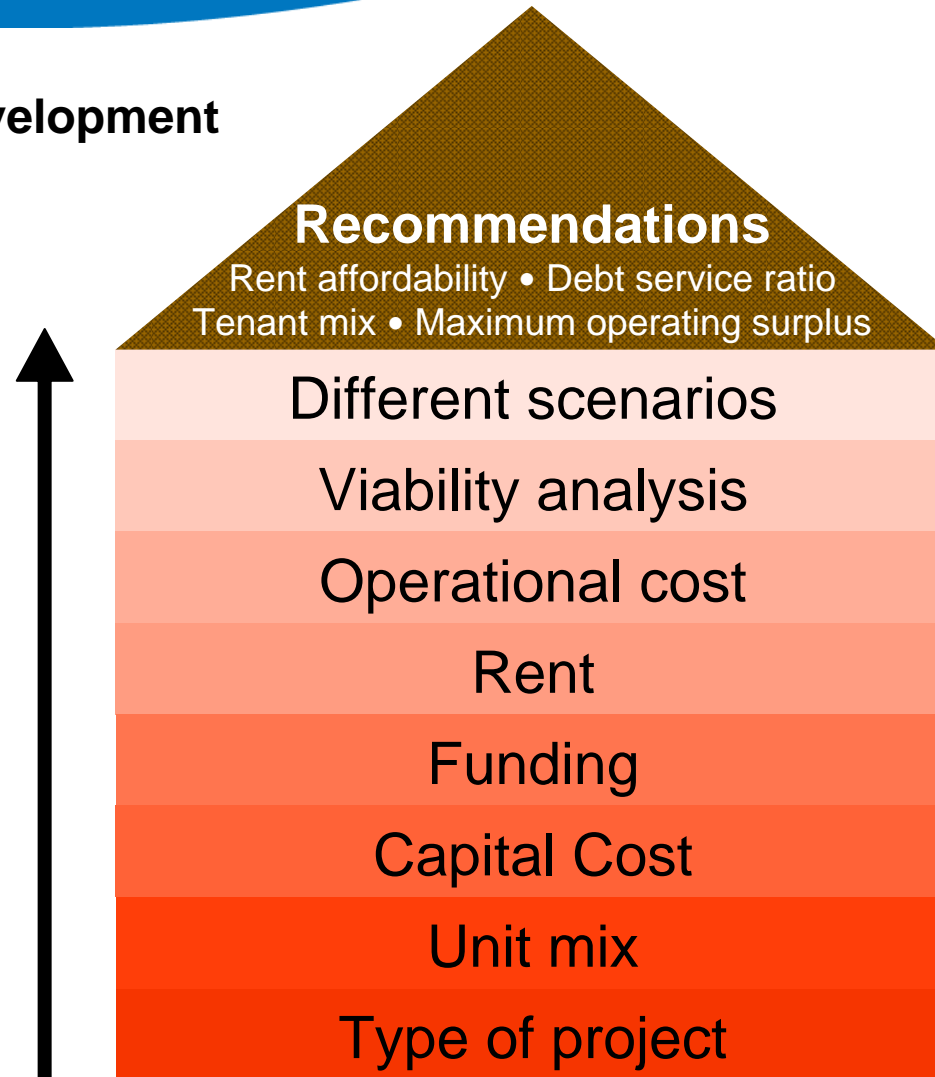 velopment
Recommendations
Rent affordability • Debt service ratio
Tenant mix • Maximum operating surplus
Different scenarios
Viability analysis
Operational cost
Rent
Funding
Capital Cost
Unit mix
Type of project